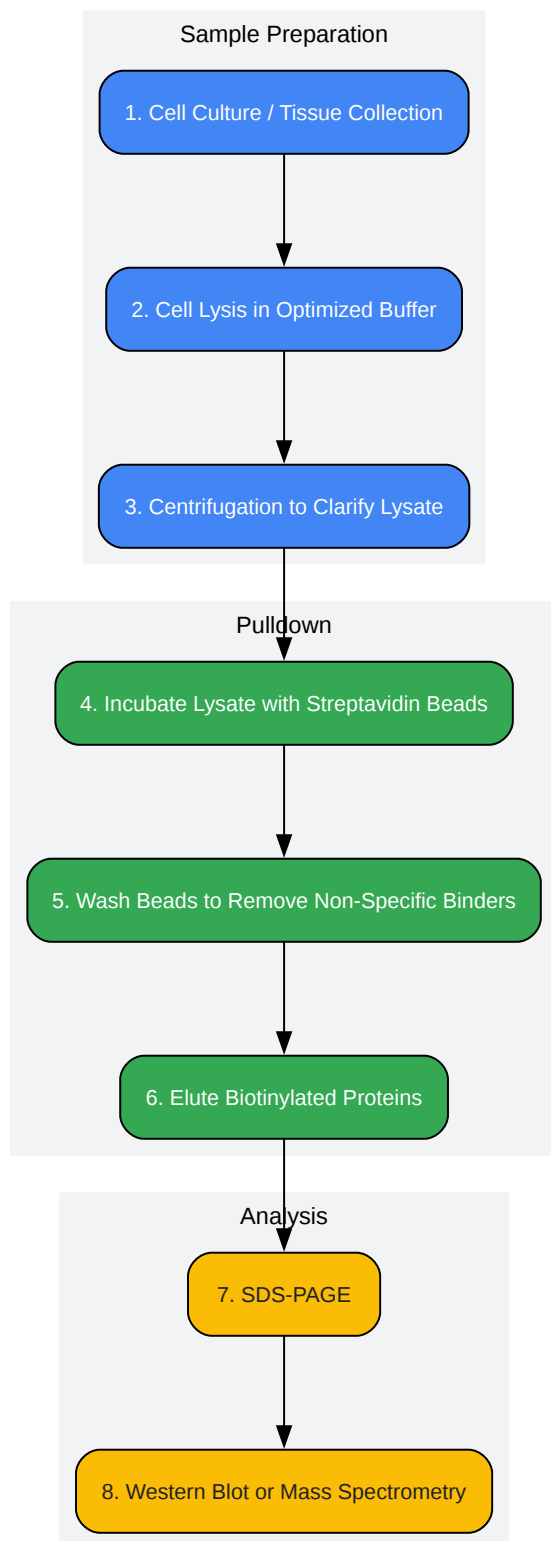 Sample Preparation
1. Cell Culture / Tissue Collection
2. Cell Lysis in Optimized Buffer
3. Centrifugation to Clarify Lysate
Pulldown
4. Incubate Lysate with Streptavidin Beads
5. Wash Beads to Remove Non-Specific Binders
6. Elute Biotinylated Proteins
Analysis
7. SDS-PAGE
8. Western Blot or Mass Spectrometry